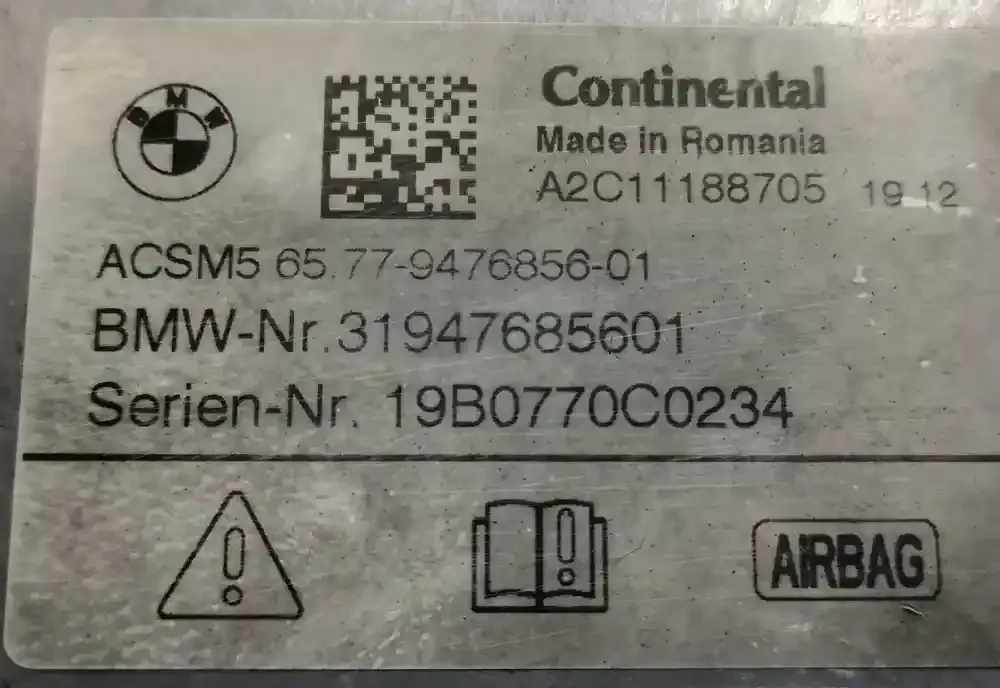 BMW
Continental
Made in Romania
A2C11188705 19 12
ACSM5 65.77-9476856-01
BMW-Nr.31947685601
Serien-Nr. 19B0770C0234
AIRBAG